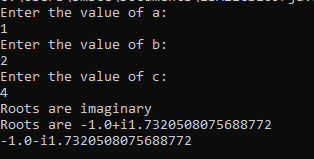 Enter the value of a:
1
Enter the value of b:
2
Enter the value of c:
4
Roots are imaginary
Roots are -1.0+i1.7320508075688772
-1.0-i1.7320508075688772